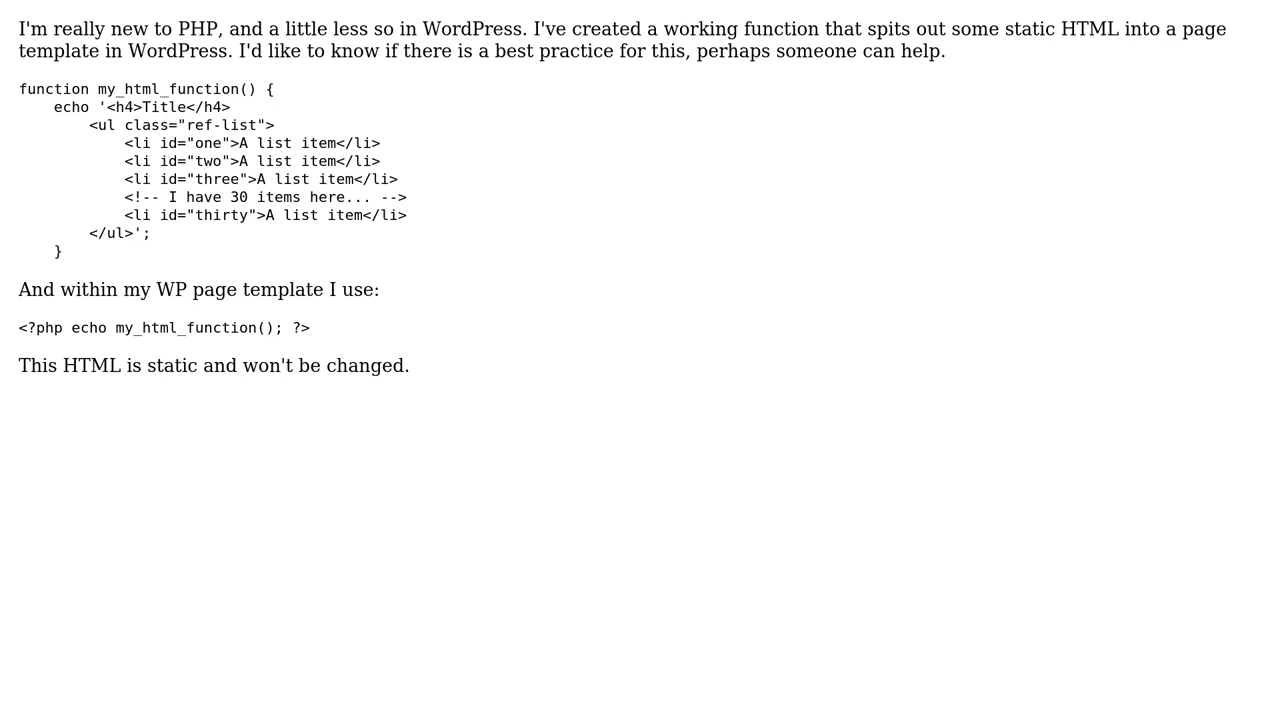 I'm really new to PHP, and a little less so in WordPress. I've created a working function that spits out some static HTML into a page
template in WordPress. I'd like to know if there is a best practice for this, perhaps someone can help.
function my_html_function() {
    echo '<h4>Title</h4>
        <ul class="ref-list">
            <li id="one">A list item</li>
            <li id="two">A list item</li>
            <li id="three">A list item</li>
            <!-- I have 30 items here... -->
            <li id="thirty">A list item</li>
        </ul>';
    }
And within my WP page template I use:
<?php echo my_html_function(); ?>
This HTML is static and won't be changed.